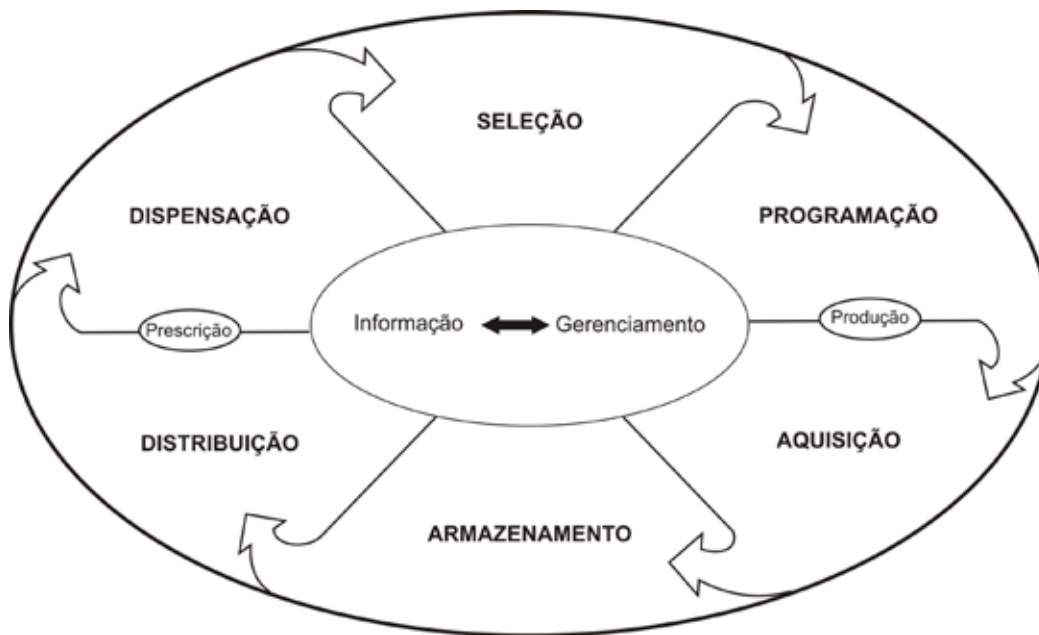 SELEÇÃO
DISPENSAÇÃO
PROGRAMAÇÃO
Prescrição
Informação
Gerenciamento
Produção
DISTRIBUIÇÃO
AQUISIÇÃO
ARMAZENAMENTO